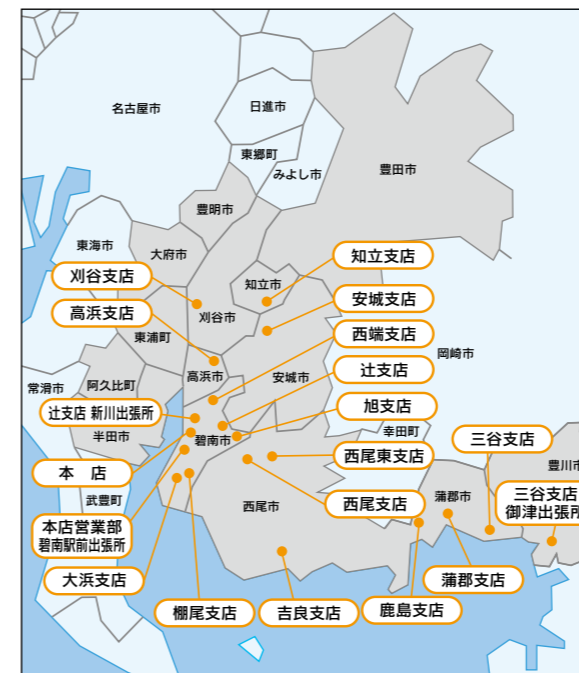 名古屋市
日進市
東郷町
みよし市
豊田市
豊明市
東海市
大府市
刈谷支店
知立支店
知立市
安城支店
高浜支店
刈谷市
東浦町
西端支店
岡崎市
高浜市
安城市
辻支店
常滑市
阿久比町
辻支店 新川出張所
旭支店
半田市
碧南市
幸田町
三谷支店
西尾東支店
豊川市
本 店
武豊町
西尾市
西尾支店
蒲郡市
三谷支店
御津出張所
本店営業部
碧南駅前出張所
大浜支店
蒲郡支店
棚尾支店
吉良支店
鹿島支店